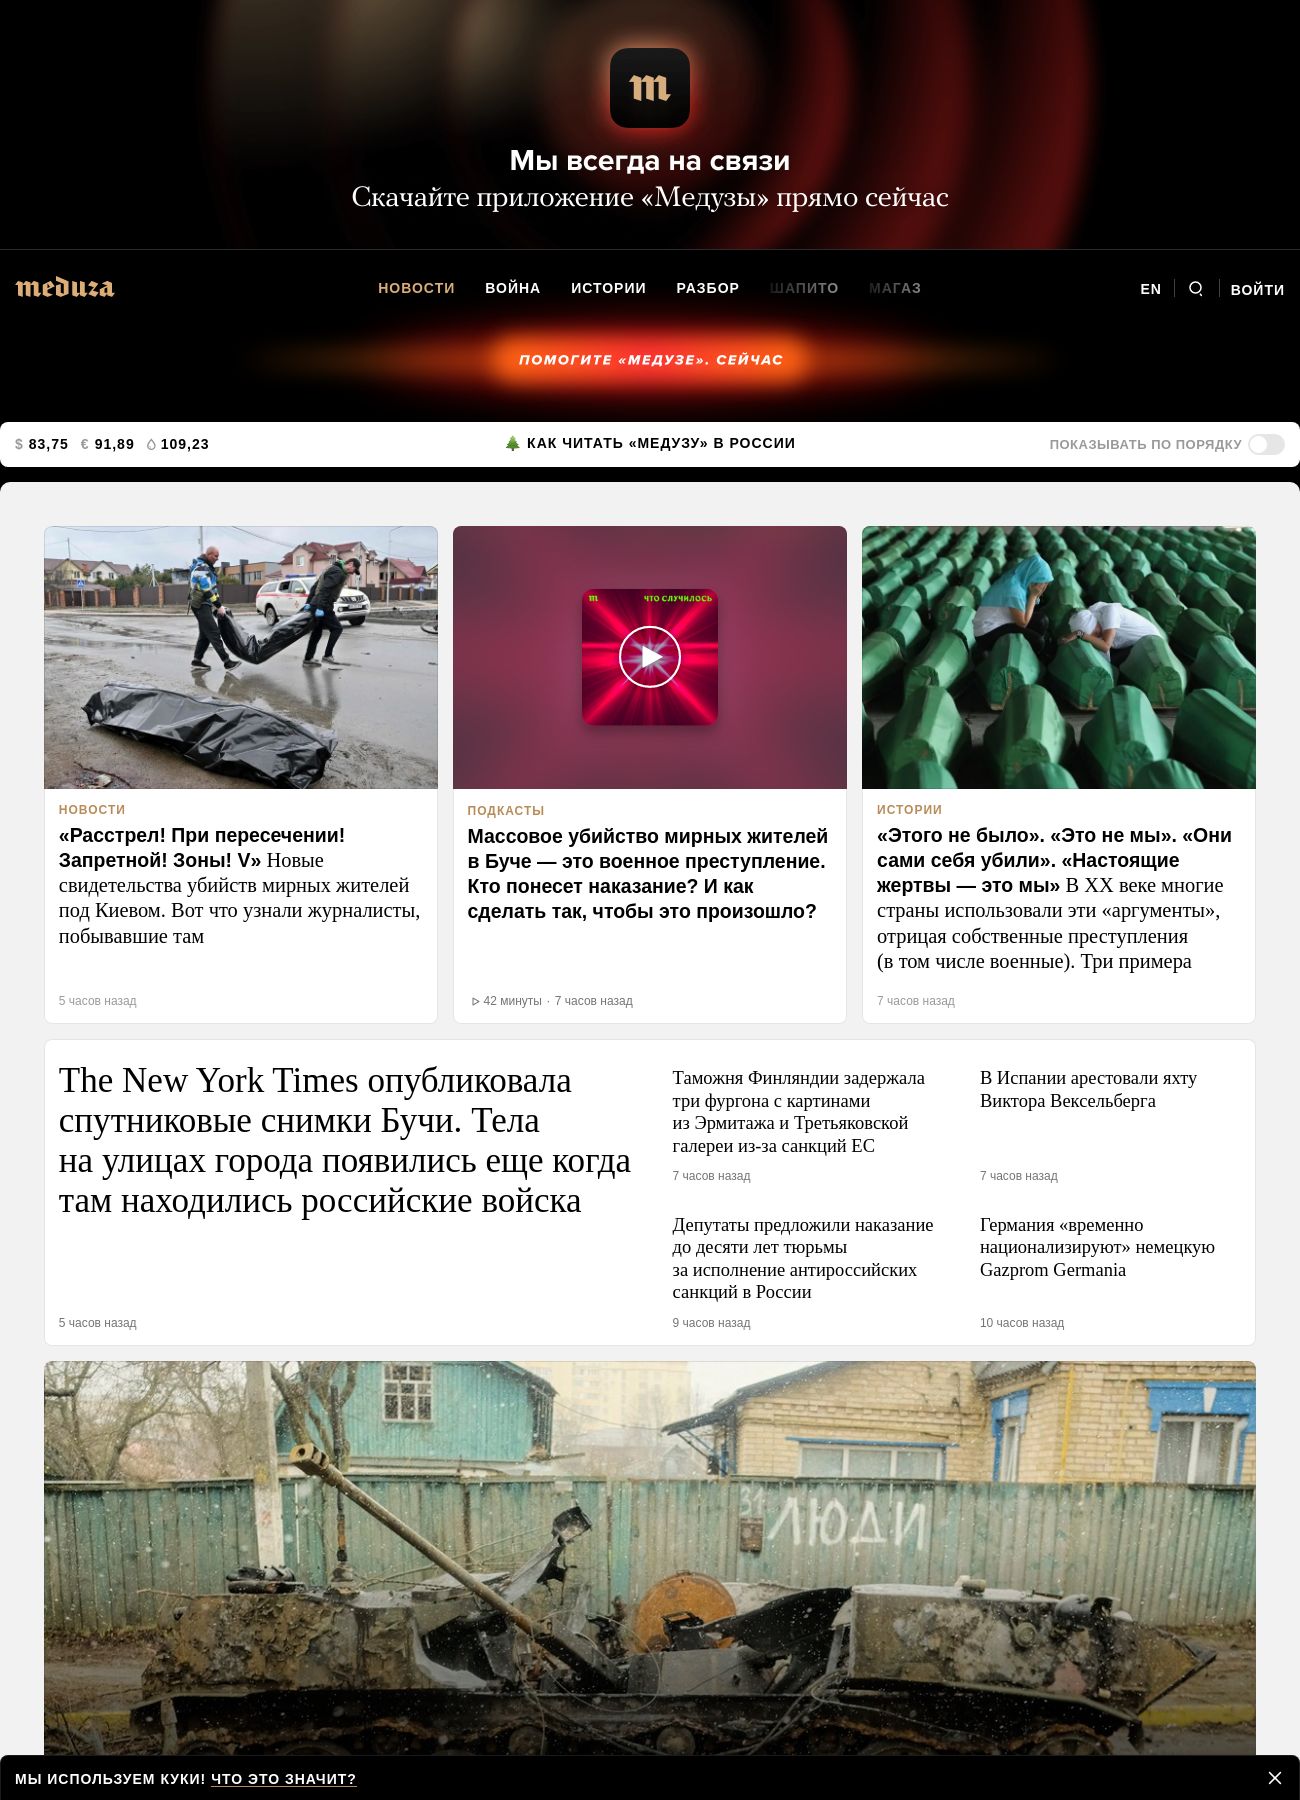 m
Мы всегда на связи
Скачайте приложение «Медузы» прямо сейчас
meduza
НОВОСТИ ВОЙНА ИСТОРИИ РАЗБОР ШАПИТО МАГАЗ
EN ВОЙТИ
ПОМОГИТЕ «МЕДУЗЕ». СЕЙЧАС
$ 83,75 € 91,89 109,23
КАК ЧИТАТЬ «МЕДУЗУ» В РОССИИ
ПОКАЗЫВАТЬ ПО ПОРЯДКУ
НОВОСТИ
«Расстрел! При пересечении!
Запретной! Зоны! V» Новые
свидетельства убийств мирных жителей
под Киевом. Вот что узнали журналисты,
побывавшие там
5 часов назад
m ЧТО СЛУЧИЛОСЬ
ПОДКАСТЫ
Массовое убийство мирных жителей
в Буче — это военное преступление.
Кто понесет наказание? И как
сделать так, чтобы это произошло?
42 минуты · 7 часов назад
ИСТОРИИ
«Этого не было». «Это не мы». «Они
сами себя убили». «Настоящие
жертвы — это мы» В XX веке многие
страны использовали эти «аргументы»,
отрицая собственные преступления
(в том числе военные). Три примера
7 часов назад
The New York Times опубликовала
спутниковые снимки Бучи. Тела
на улицах города появились еще когда
там находились российские войска
5 часов назад
Таможня Финляндии задержала
три фургона с картинами
из Эрмитажа и Третьяковской
галереи из-за санкций ЕС
7 часов назад
В Испании арестовали яхту
Виктора Вексельберга
7 часов назад
Депутаты предложили наказание
до десяти лет тюрьмы
за исполнение антироссийских
санкций в России
9 часов назад
Германия «временно
национализируют» немецкую
Gazprom Germania
10 часов назад
31
ЛЮДИ
МЫ ИСПОЛЬЗУЕМ КУКИ! ЧТО ЭТО ЗНАЧИТ?